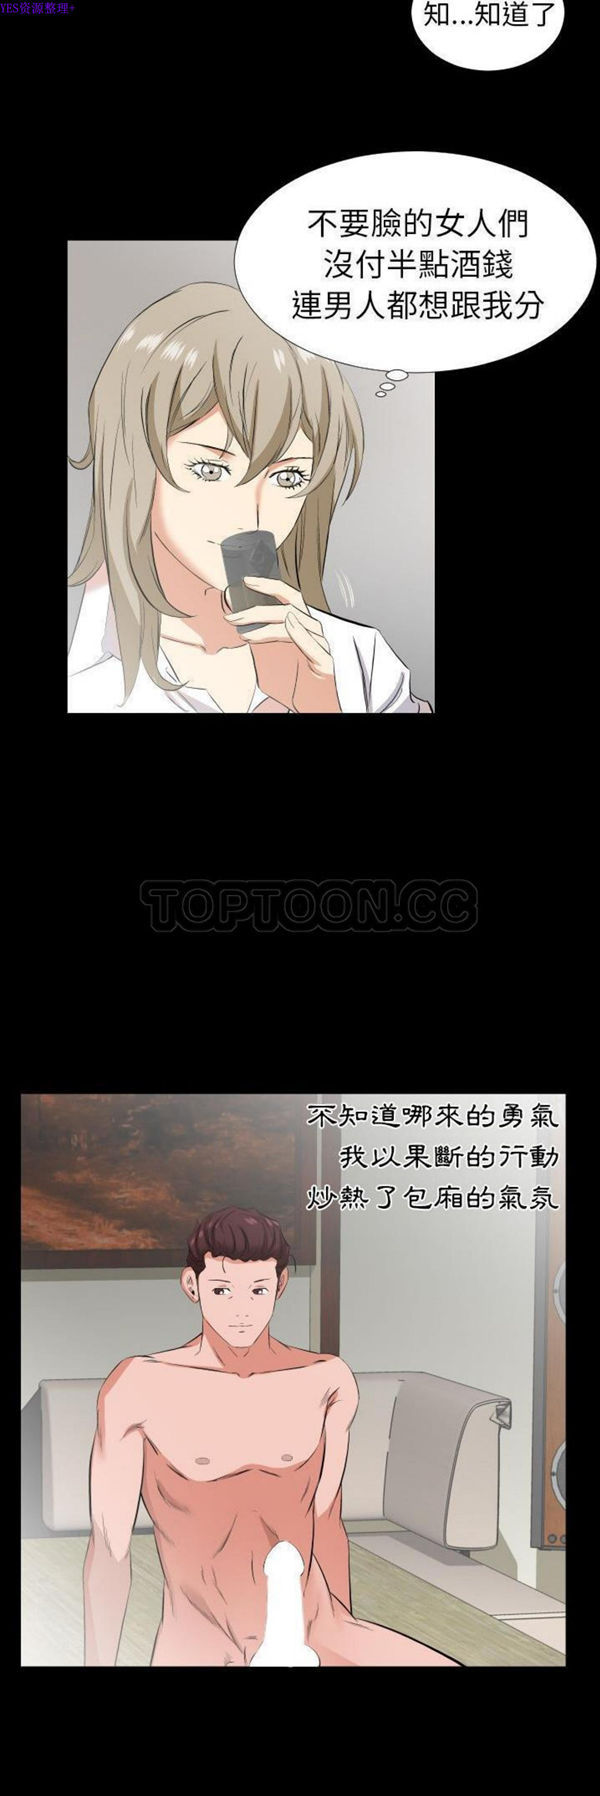 YES资源整理+
知...知道了
不要臉的女人們
沒付半點酒錢
連男人都想跟我分
TOPTOON.CC
不知道哪來的勇氣
我以果斷的行動
炒熱了包廂的氣氛